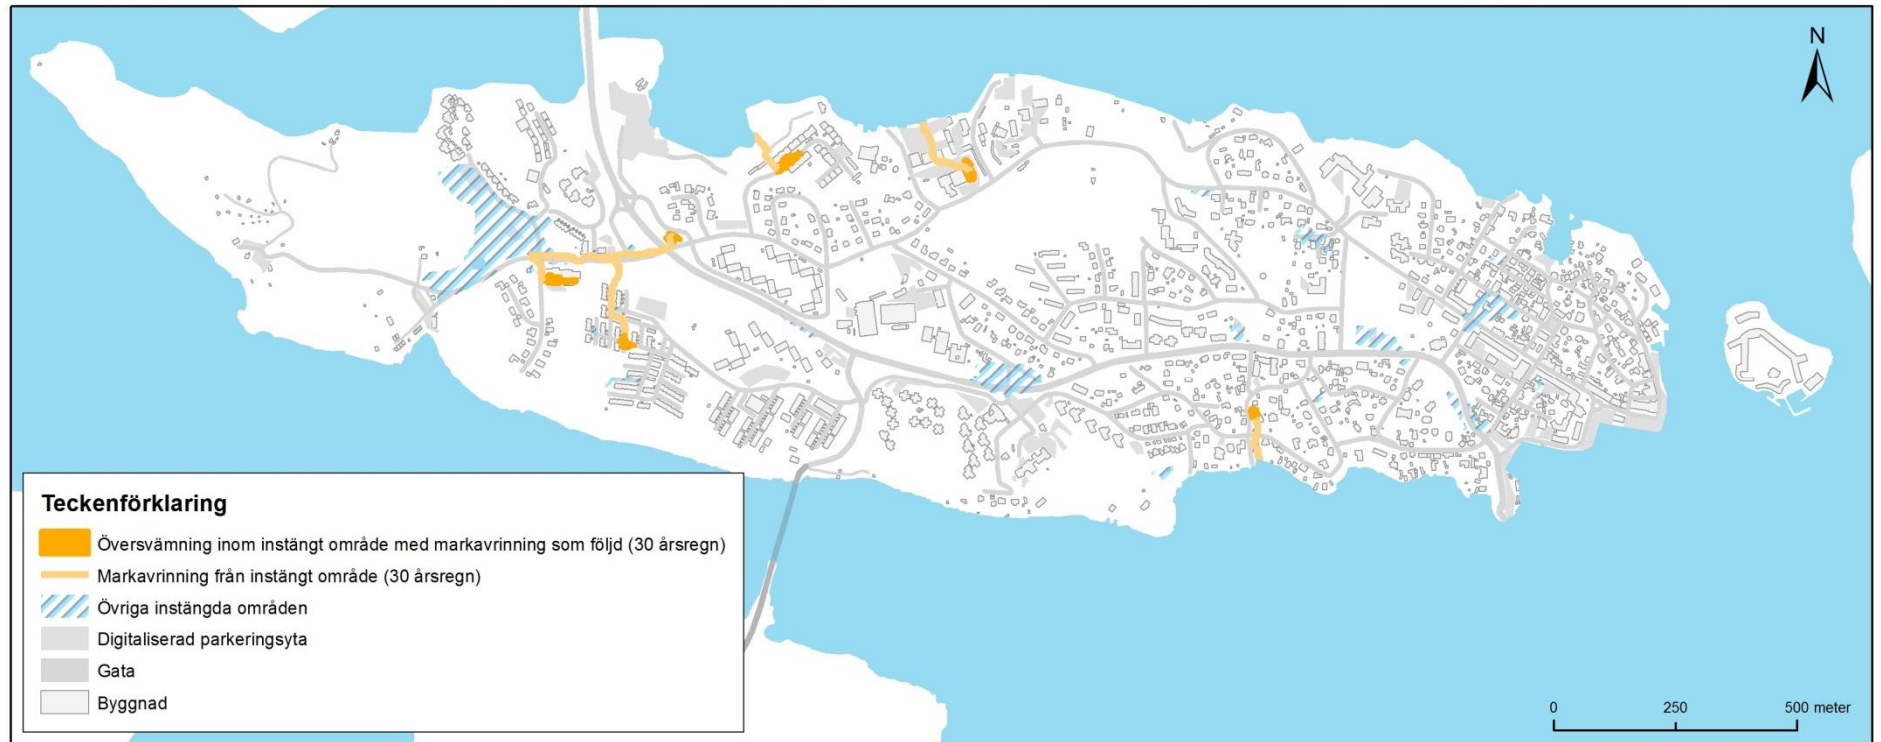 N
Teckenförklaring
Översvämning inom instängt område med markavrinning som följd (30 årsregn)
Markavrinning från instängt område (30 årsregn)
Övriga instängda områden
Digitaliserad parkeringsyta
Gata
Byggnad
0 250 500 meter